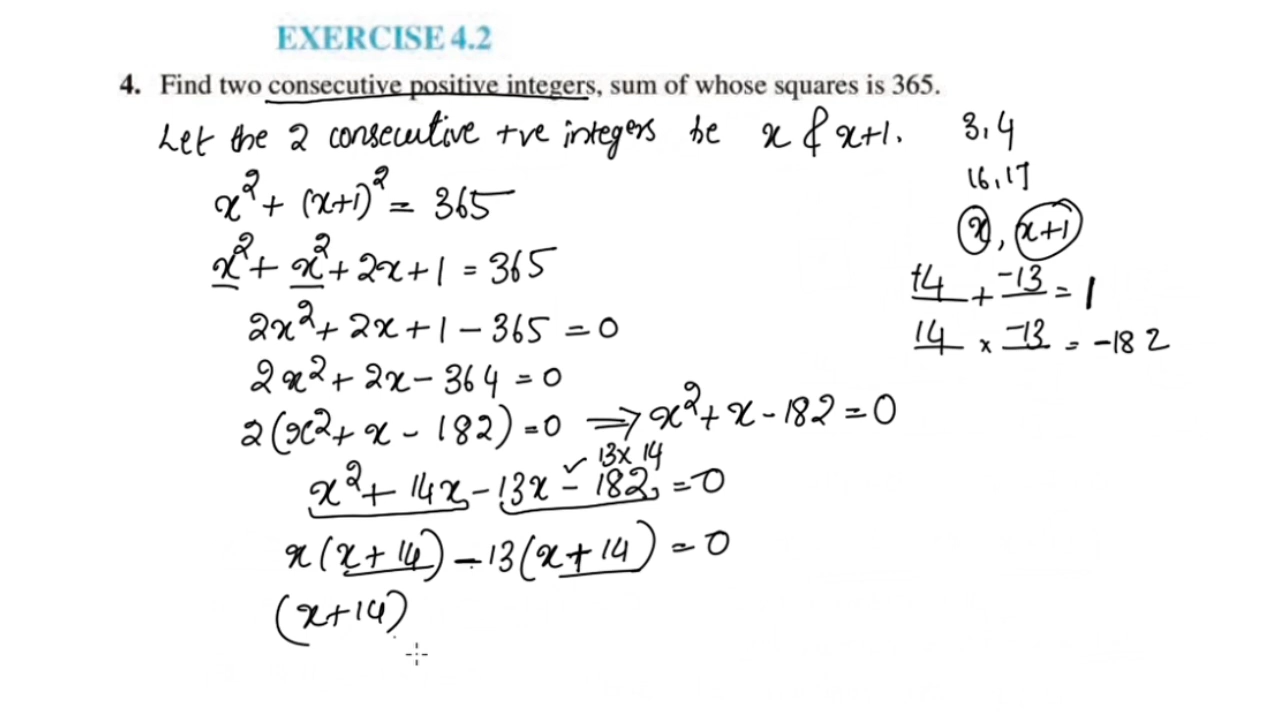 EXERCISE 4.2
4. Find two consecutive positive integers, sum of whose squares is 365.
Let the 2 consecutive +ve integers be x & x+1.
3, 4
16, 17
x, x+1
x² + (x+1)² = 365
x² + x² + 2x + 1 = 365
14 + -13 = 1
2x² + 2x + 1 - 365 = 0
14 x -13 = -182
2x² + 2x - 364 = 0
2(x² + x - 182) = 0 ⇒ x² + x - 182 = 0
✓ 13x 14
x² + 14x - 13x - 182 = 0
x(x + 14) - 13(x + 14) = 0
(x+14)